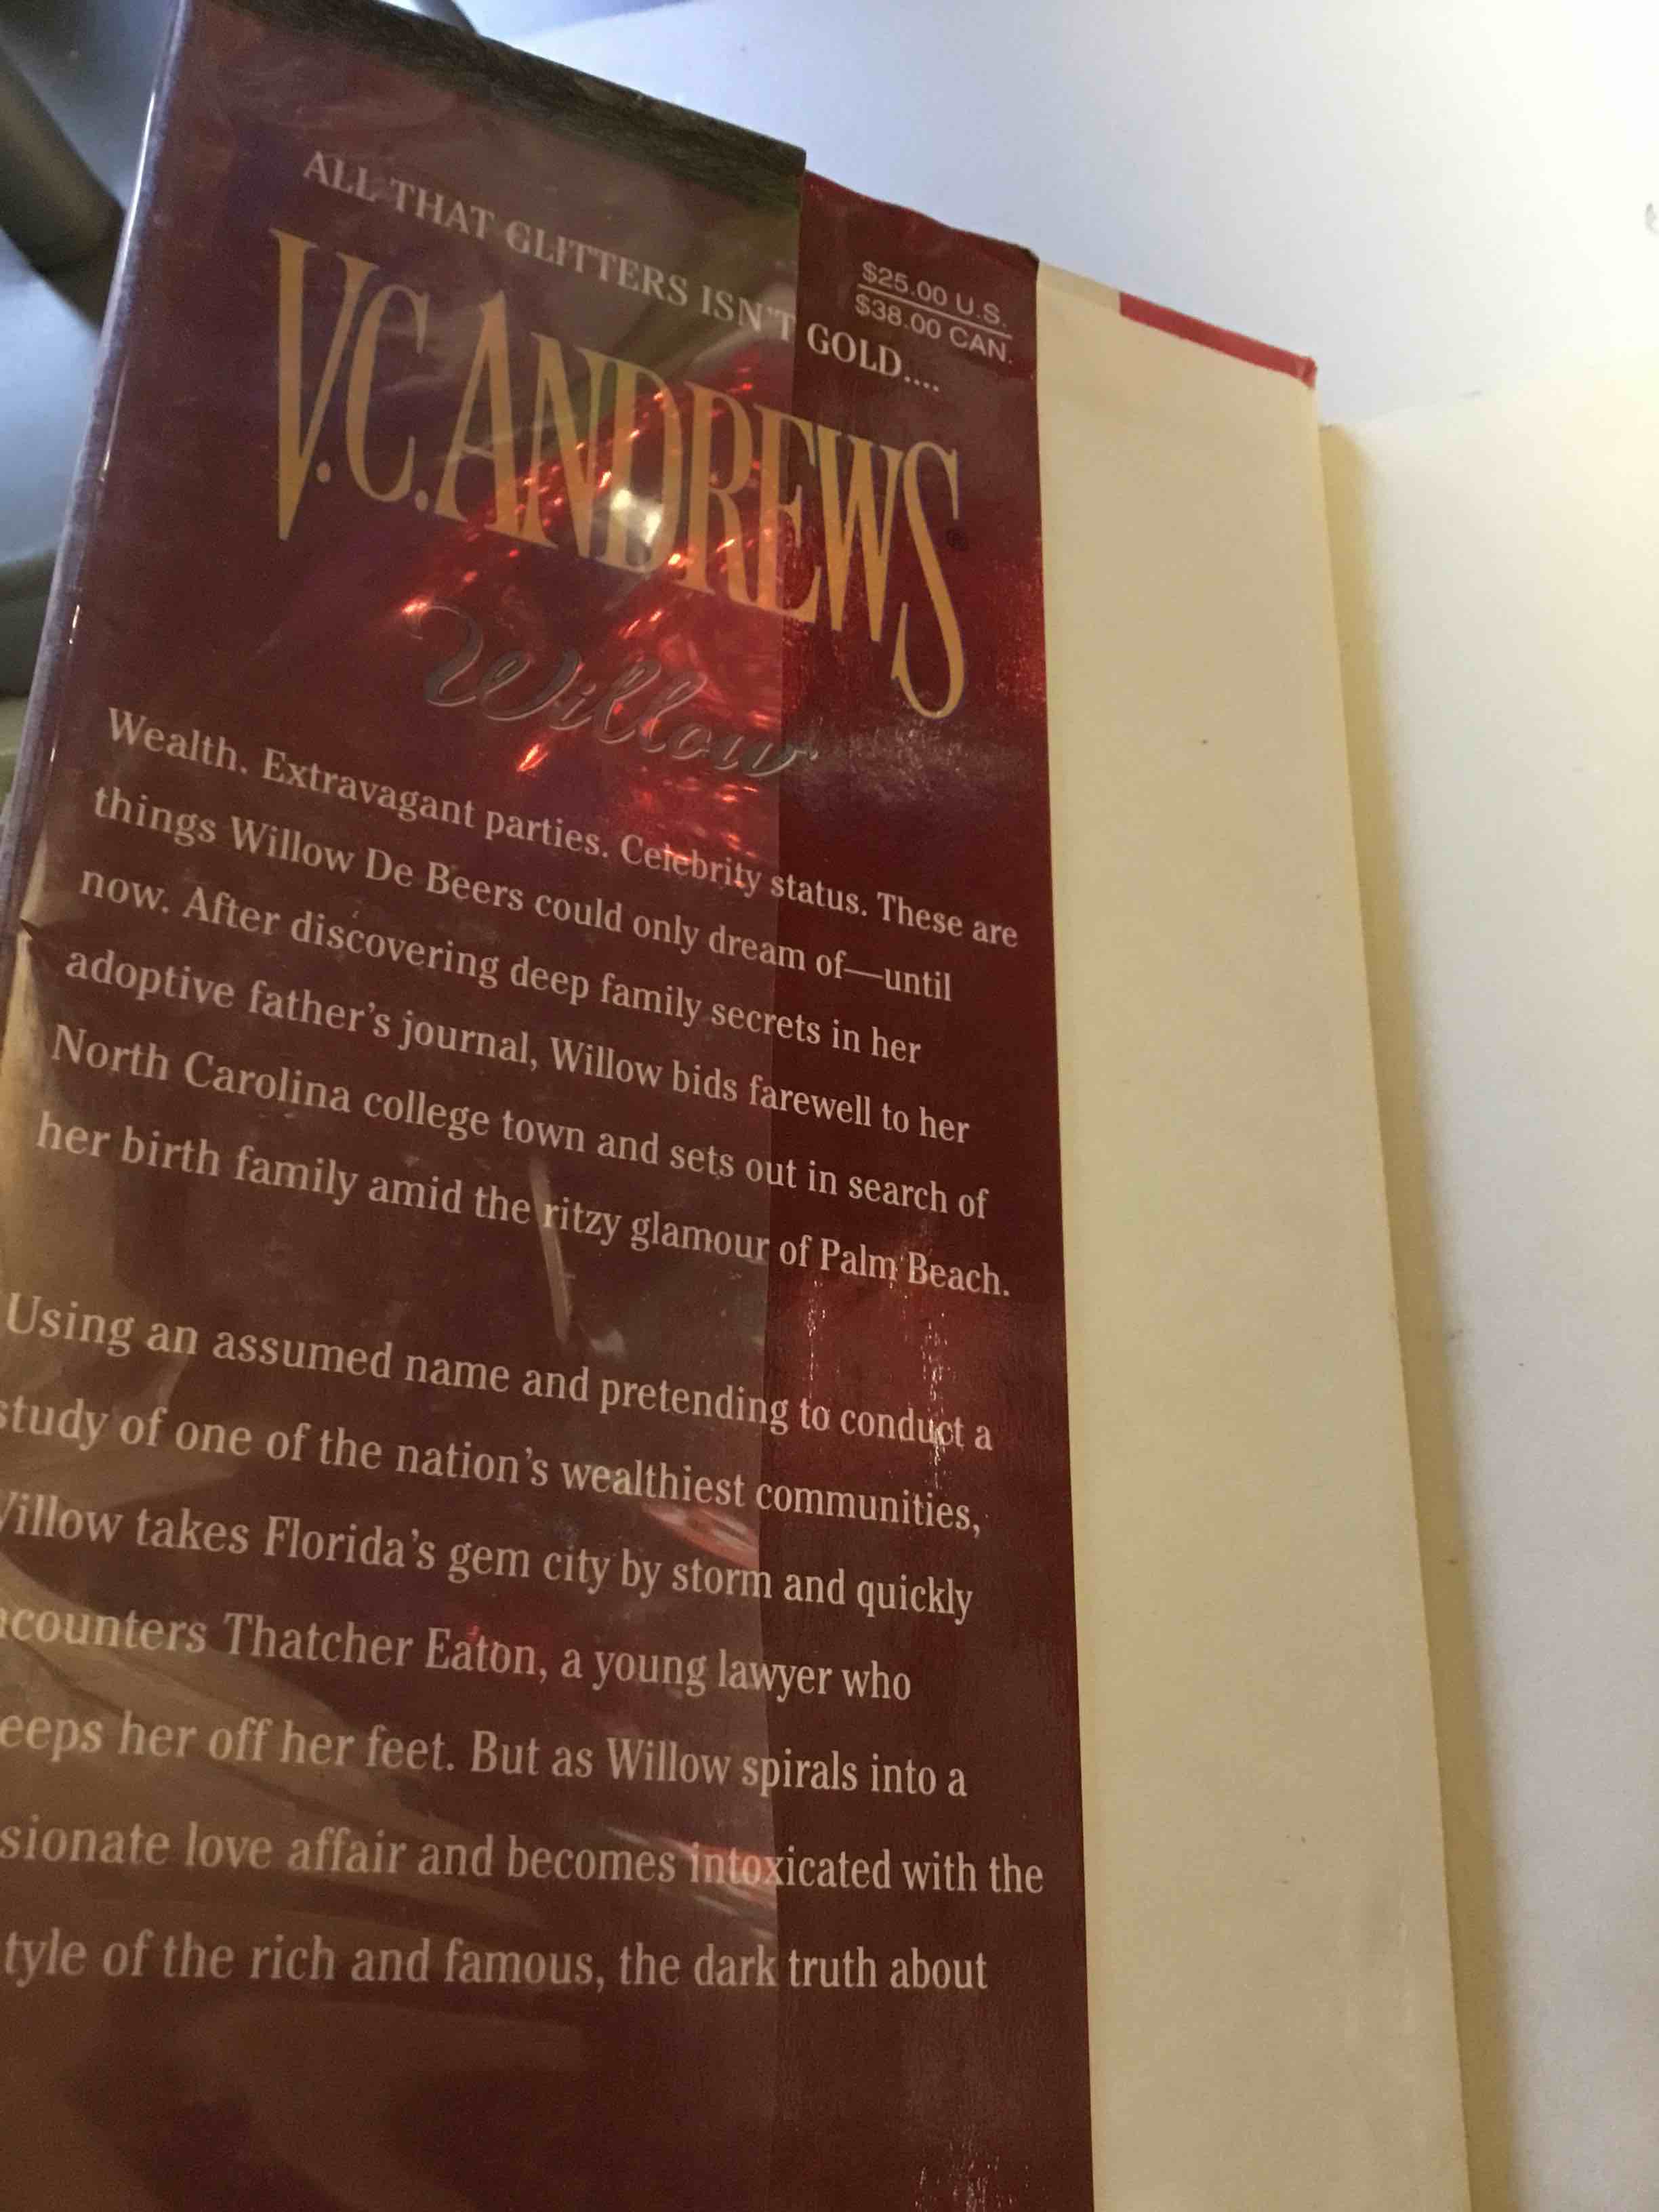 $25.00 U.S.
$38.00 CAN.
ALL THAT GLITTERS ISN'T GOLD....
V.C. ANDREWS®
Willow
Wealth. Extravagant parties. Celebrity status. These are
things Willow De Beers could only dream of—until
now. After discovering deep family secrets in her
adoptive father's journal, Willow bids farewell to her
North Carolina college town and sets out in search of
her birth family amid the ritzy glamour of Palm Beach.
Using an assumed name and pretending to conduct a
study of one of the nation's wealthiest communities,
illow takes Florida's gem city by storm and quickly
counters Thatcher Eaton, a young lawyer who
eeps her off her feet. But as Willow spirals into a
sionate love affair and becomes intoxicated with the
tyle of the rich and famous, the dark truth about